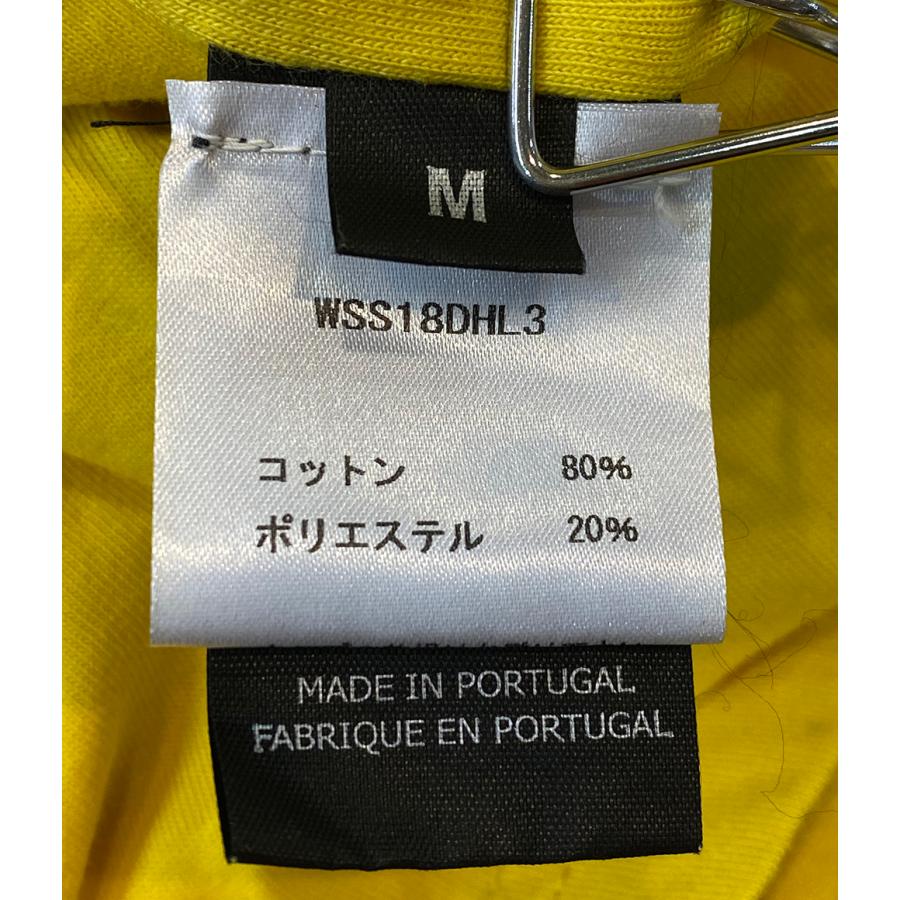 M
WSS18DHL3
コットン 80%
ポリエステル 20%
MADE IN PORTUGAL
FABRIQUE EN PORTUGAL